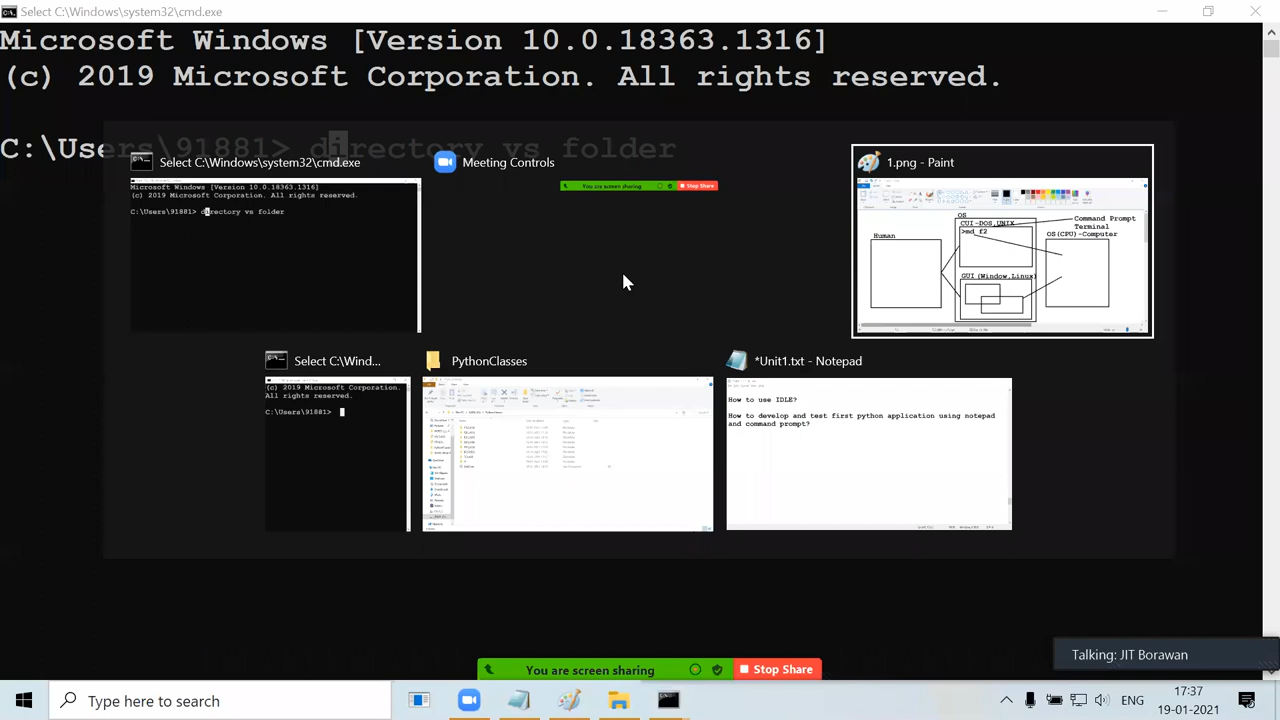 Select C:\Windows\system32\cmd.exe
Microsoft Windows [Version 10.0.18363.1316]
(c) 2019 Microsoft Corporation. All rights reserved.
C:\Users\91881> directory vs folder
Select C:\Windows\system32\cmd.exe
Microsoft Windows [Version 10.0.18363.1316]
(c) 2019 Microsoft Corporation. All rights reserved.
C:\Users\91881> directory vs folder
Meeting Controls
You are screen sharing
Stop Share
1.png - Paint
OS
CUI-DOS,UNIX
>md f2
Command Prompt
Terminal
Human
OS(CPU)-Computer
GUI (Window,Linux)
Select C:\Wind...
(c) 2019 Microsoft Corporation.
All rights reserved.
C:\Users\91881>
PythonClasses
*Unit1.txt - Notepad
How to use IDLE?
How to develop and test first python application using notepad
and command prompt?
Talking: JIT Borawan
You are screen sharing
Stop Share
Type here to search
ENG
17:37
19-01-2021